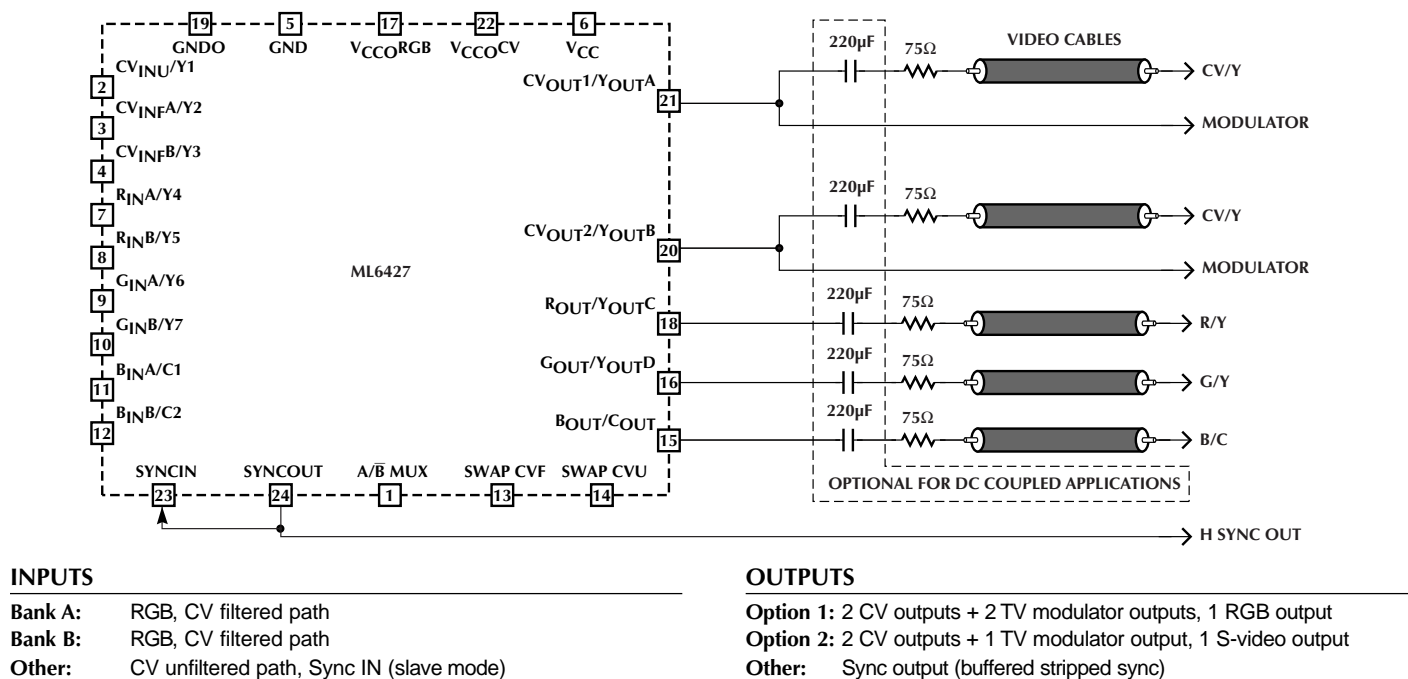 19 5 17 22 6
GNDO GND VCCORGB VCCOCV VCC
CVINU/Y1
2
CVINFA/Y2
3
CVINFB/Y3
4
RINA/Y4
7
RINB/Y5
8
GINA/Y6
9
GINB/Y7
10
BINA/C1
11
BINB/C2
12
ML6427
CVOUT1/YOUTA
21
CVOUT2/YOUTB
20
ROUT/YOUTC
18
GOUT/YOUTD
16
BOUT/COUT
15
SYNCIN SYNCOUT A/B̅ MUX SWAP CVF SWAP CVU
23 24 1 13 14
220µF 75Ω VIDEO CABLES
CV/Y
MODULATOR
220µF 75Ω
CV/Y
MODULATOR
220µF 75Ω
R/Y
220µF 75Ω
G/Y
220µF 75Ω
B/C
OPTIONAL FOR DC COUPLED APPLICATIONS
H SYNC OUT
INPUTS
Bank A: RGB, CV filtered path
Bank B: RGB, CV filtered path
Other: CV unfiltered path, Sync IN (slave mode)
OUTPUTS
Option 1: 2 CV outputs + 2 TV modulator outputs, 1 RGB output
Option 2: 2 CV outputs + 1 TV modulator output, 1 S-video output
Other: Sync output (buffered stripped sync)